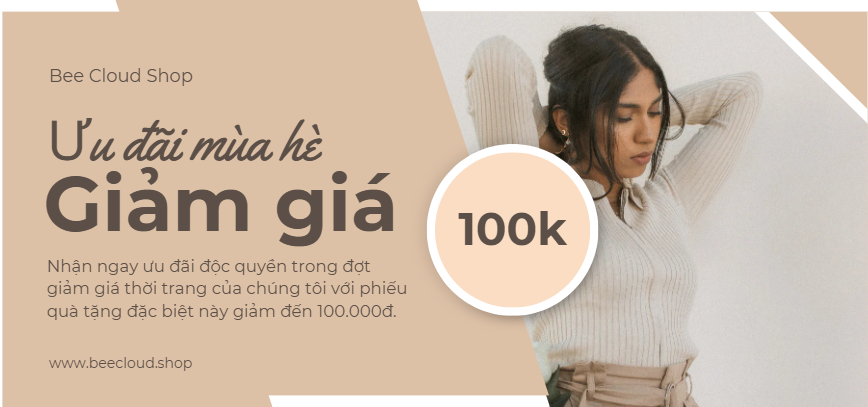 Bee Cloud Shop
Ưu đãi mùa hè
Giảm giá
100k
Nhận ngay ưu đãi độc quyền trong đợt
giảm giá thời trang của chúng tôi với phiếu
quà tặng đặc biệt này giảm đến 100.000đ.
www.beecloud.shop